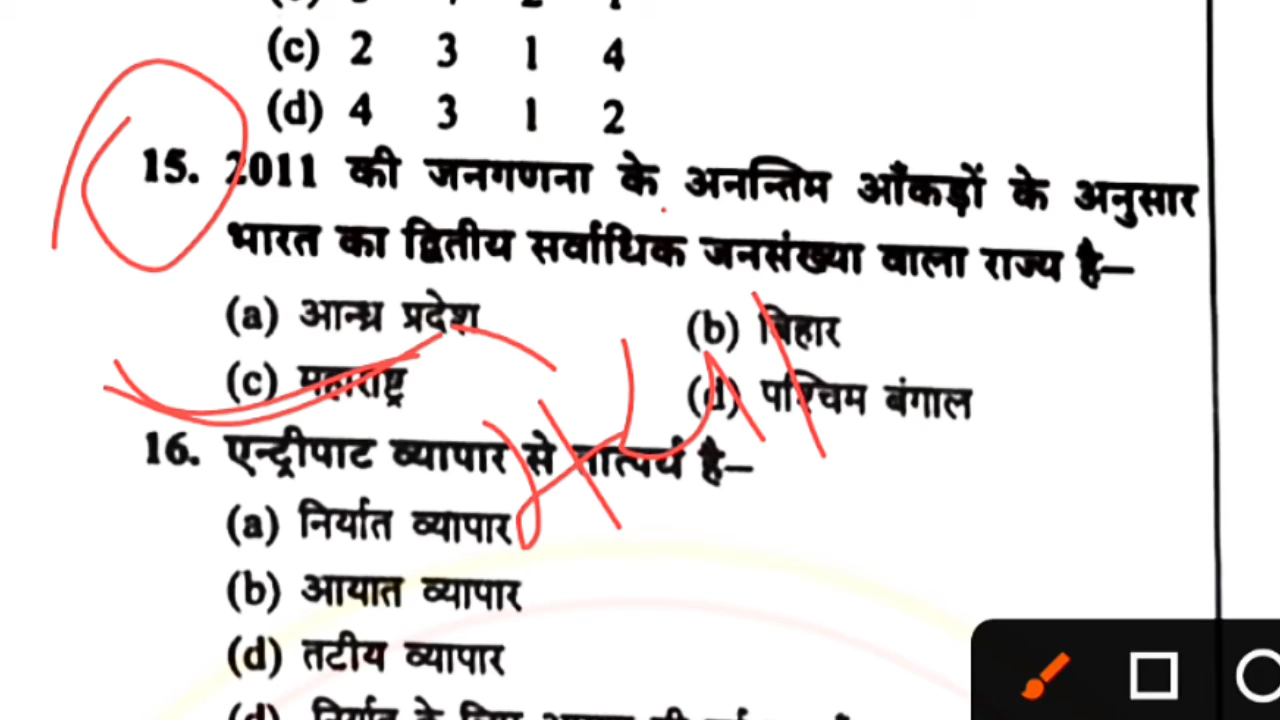 (c) 2 3 1 4
(d) 4 3 1 2
15. 2011 की जनगणना के अनन्तिम आँकड़ों के अनुसार
भारत का द्वितीय सर्वाधिक जनसंख्या वाला राज्य है–
(a) आन्ध्र प्रदेश (b) बिहार
(c) महाराष्ट्र (d) पश्चिम बंगाल
16. एन्ट्रीपाट व्यापार से तात्पर्य है–
(a) निर्यात व्यापार
(b) आयात व्यापार
(d) तटीय व्यापार